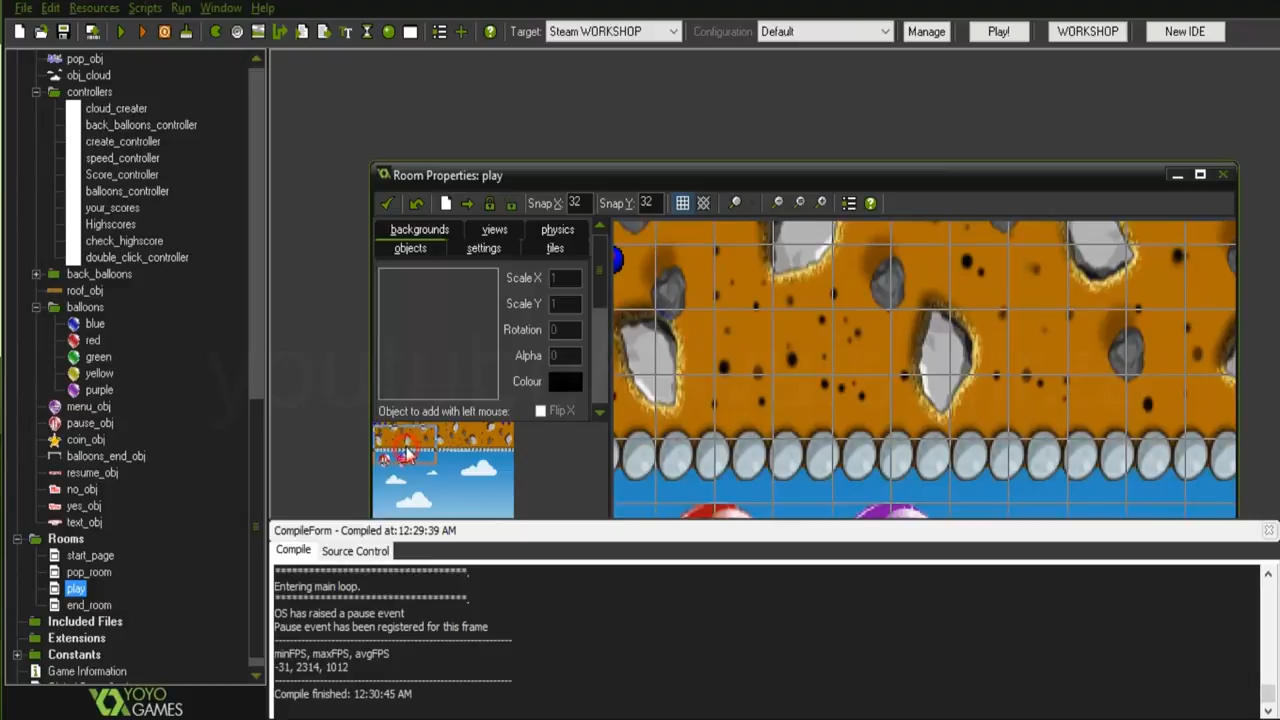 File Edit Resources Scripts Run Window Help
Target: Steam WORKSHOP Configuration Default Manage Play! WORKSHOP New IDE
pop_obj
obj_cloud
controllers
cloud_creater
back_balloons_controller
create_controller
speed_controller
Score_controller
balloons_controller
your_scores
Highscores
check_highscore
double_click_controller
back_balloons
roof_obj
balloons
blue
red
green
yellow
purple
menu_obj
pause_obj
coin_obj
balloons_end_obj
resume_obj
no_obj
yes_obj
text_obj
Rooms
start_page
pop_room
play
end_room
Included Files
Extensions
Constants
Game Information
YOYO
GAMES
Room Properties: play
Snap X: 32 Snap Y: 32
backgrounds views physics
objects settings tiles
Scale X 1
Scale Y 1
Rotation 0
Alpha 0
Colour
Object to add with left mouse: Flip X
CompileForm - Compiled at:12:29:39 AM
Compile Source Control
*********************************.
Entering main loop.
*********************************.
OS has raised a pause event
Pause event has been registered for this frame
minFPS, maxFPS, avgFPS
-31, 2314, 1012
Compile finished: 12:30:45 AM